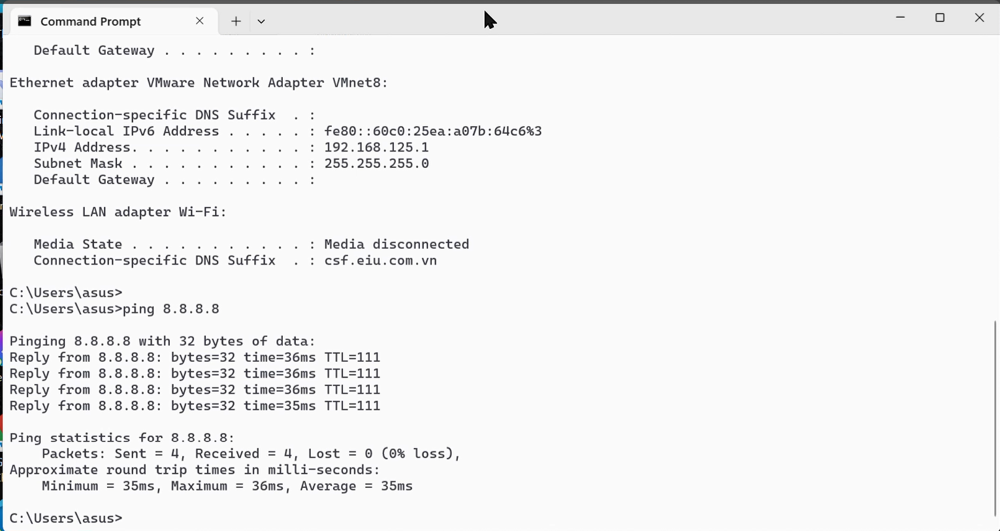 Command Prompt
Default Gateway . . . . . . . . . :
Ethernet adapter VMware Network Adapter VMnet8:
Connection-specific DNS Suffix  . :
Link-local IPv6 Address . . . . . : fe80::60c0:25ea:a07b:64c6%3
IPv4 Address. . . . . . . . . . . : 192.168.125.1
Subnet Mask . . . . . . . . . . . : 255.255.255.0
Default Gateway . . . . . . . . . :
Wireless LAN adapter Wi-Fi:
Media State . . . . . . . . . . . : Media disconnected
Connection-specific DNS Suffix  . : csf.eiu.com.vn
C:\Users\asus>
C:\Users\asus>ping 8.8.8.8
Pinging 8.8.8.8 with 32 bytes of data:
Reply from 8.8.8.8: bytes=32 time=36ms TTL=111
Reply from 8.8.8.8: bytes=32 time=36ms TTL=111
Reply from 8.8.8.8: bytes=32 time=36ms TTL=111
Reply from 8.8.8.8: bytes=32 time=35ms TTL=111
Ping statistics for 8.8.8.8:
Packets: Sent = 4, Received = 4, Lost = 0 (0% loss),
Approximate round trip times in milli-seconds:
Minimum = 35ms, Maximum = 36ms, Average = 35ms
C:\Users\asus>